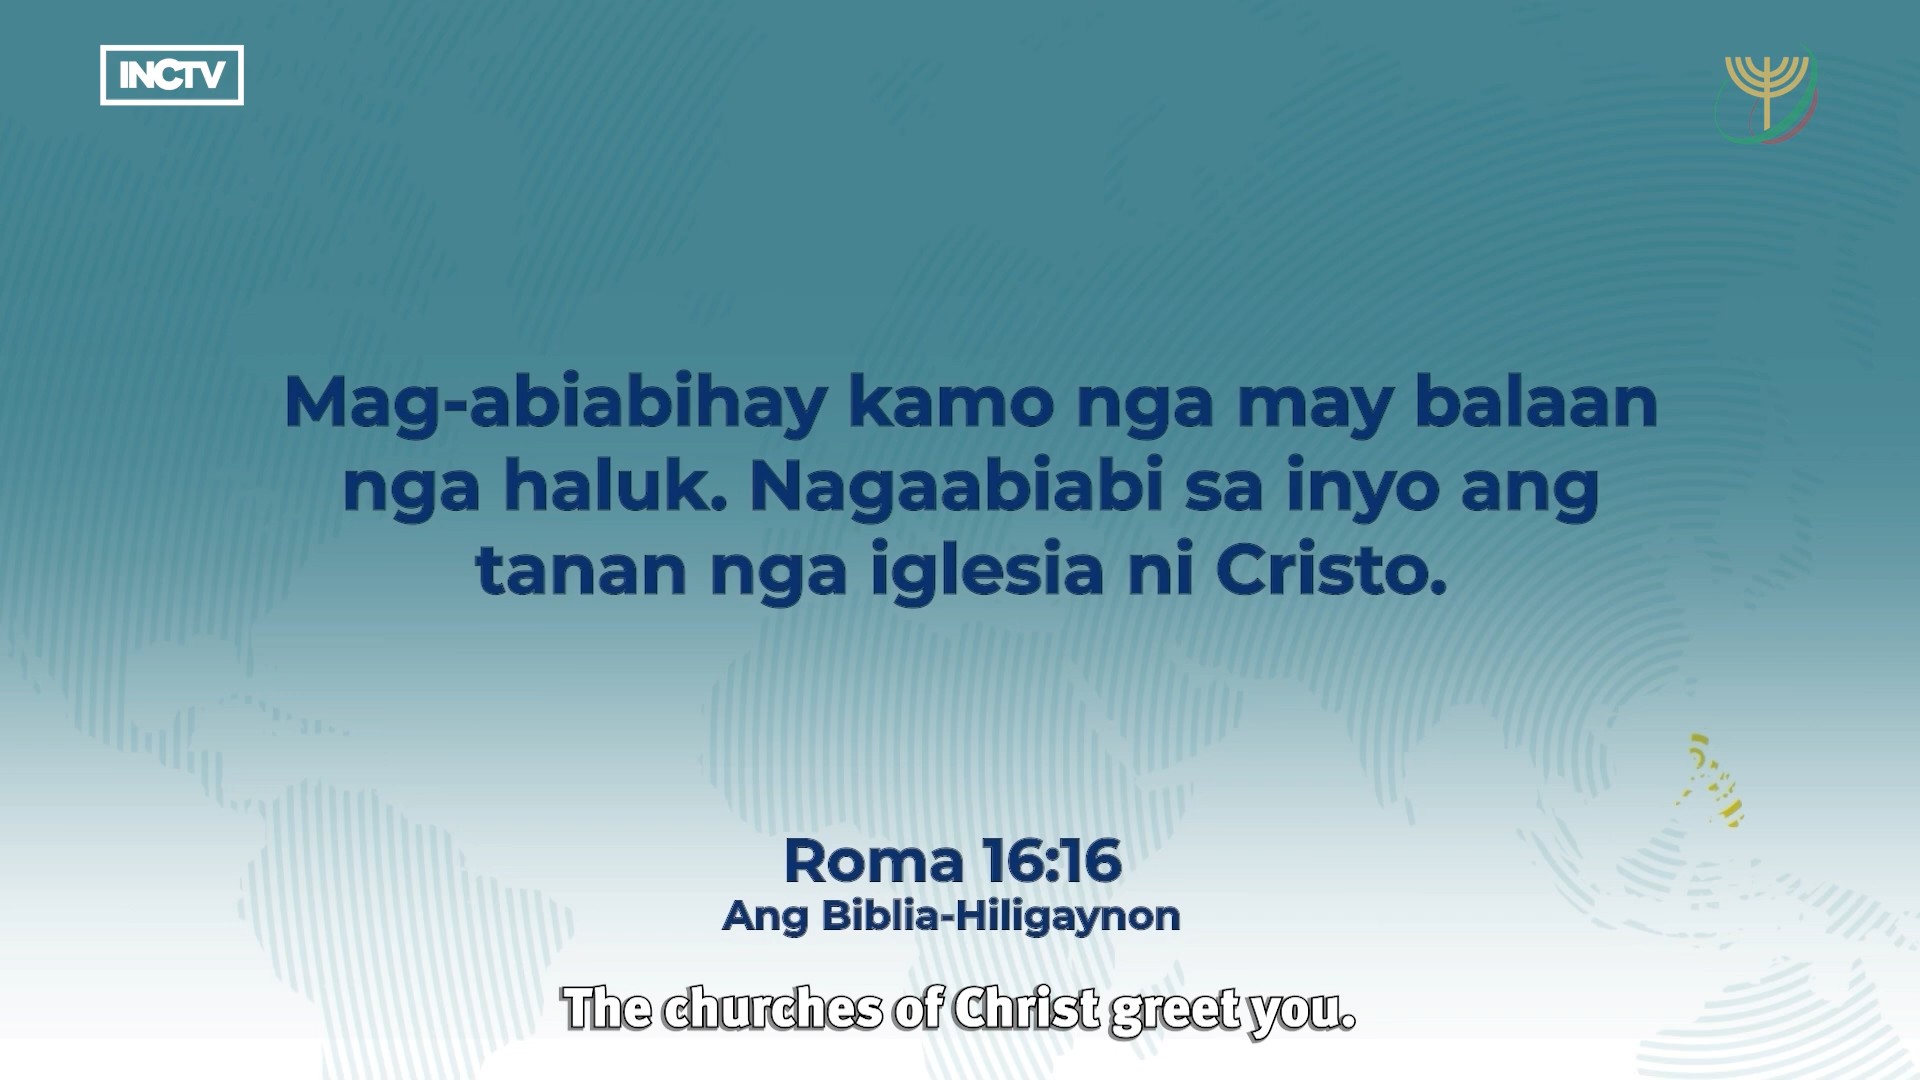 INCTV
Mag-abiabihay kamo nga may balaan
nga haluk. Nagaabiabi sa inyo ang
tanan nga iglesia ni Cristo.
Roma 16:16
Ang Biblia-Hiligaynon
The churches of Christ greet you.